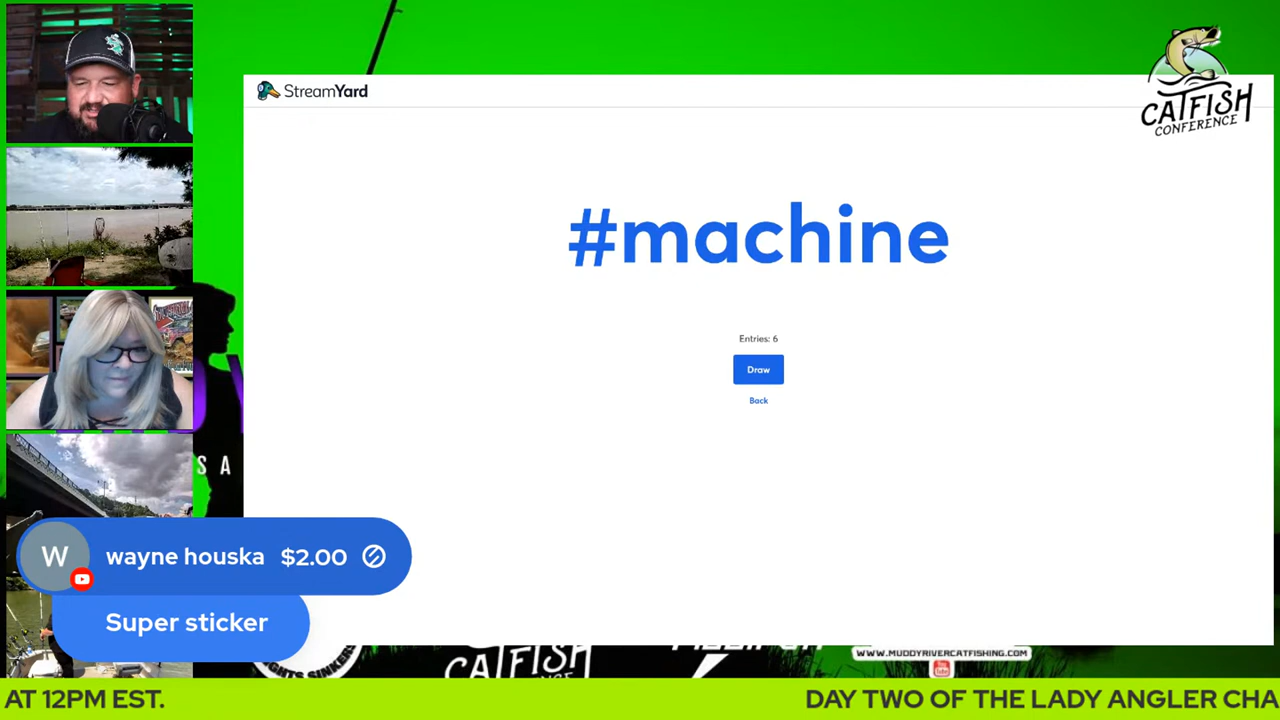 StreamYard
CATFISH
CONFERENCE
#machine
Entries: 6
Draw
Back
S A
W
wayne houska $2.00
Super sticker
CATFISH
WWW.MUDDYRIVERCATFISHING.COM
AT 12PM EST.
DAY TWO OF THE LADY ANGLER CHA